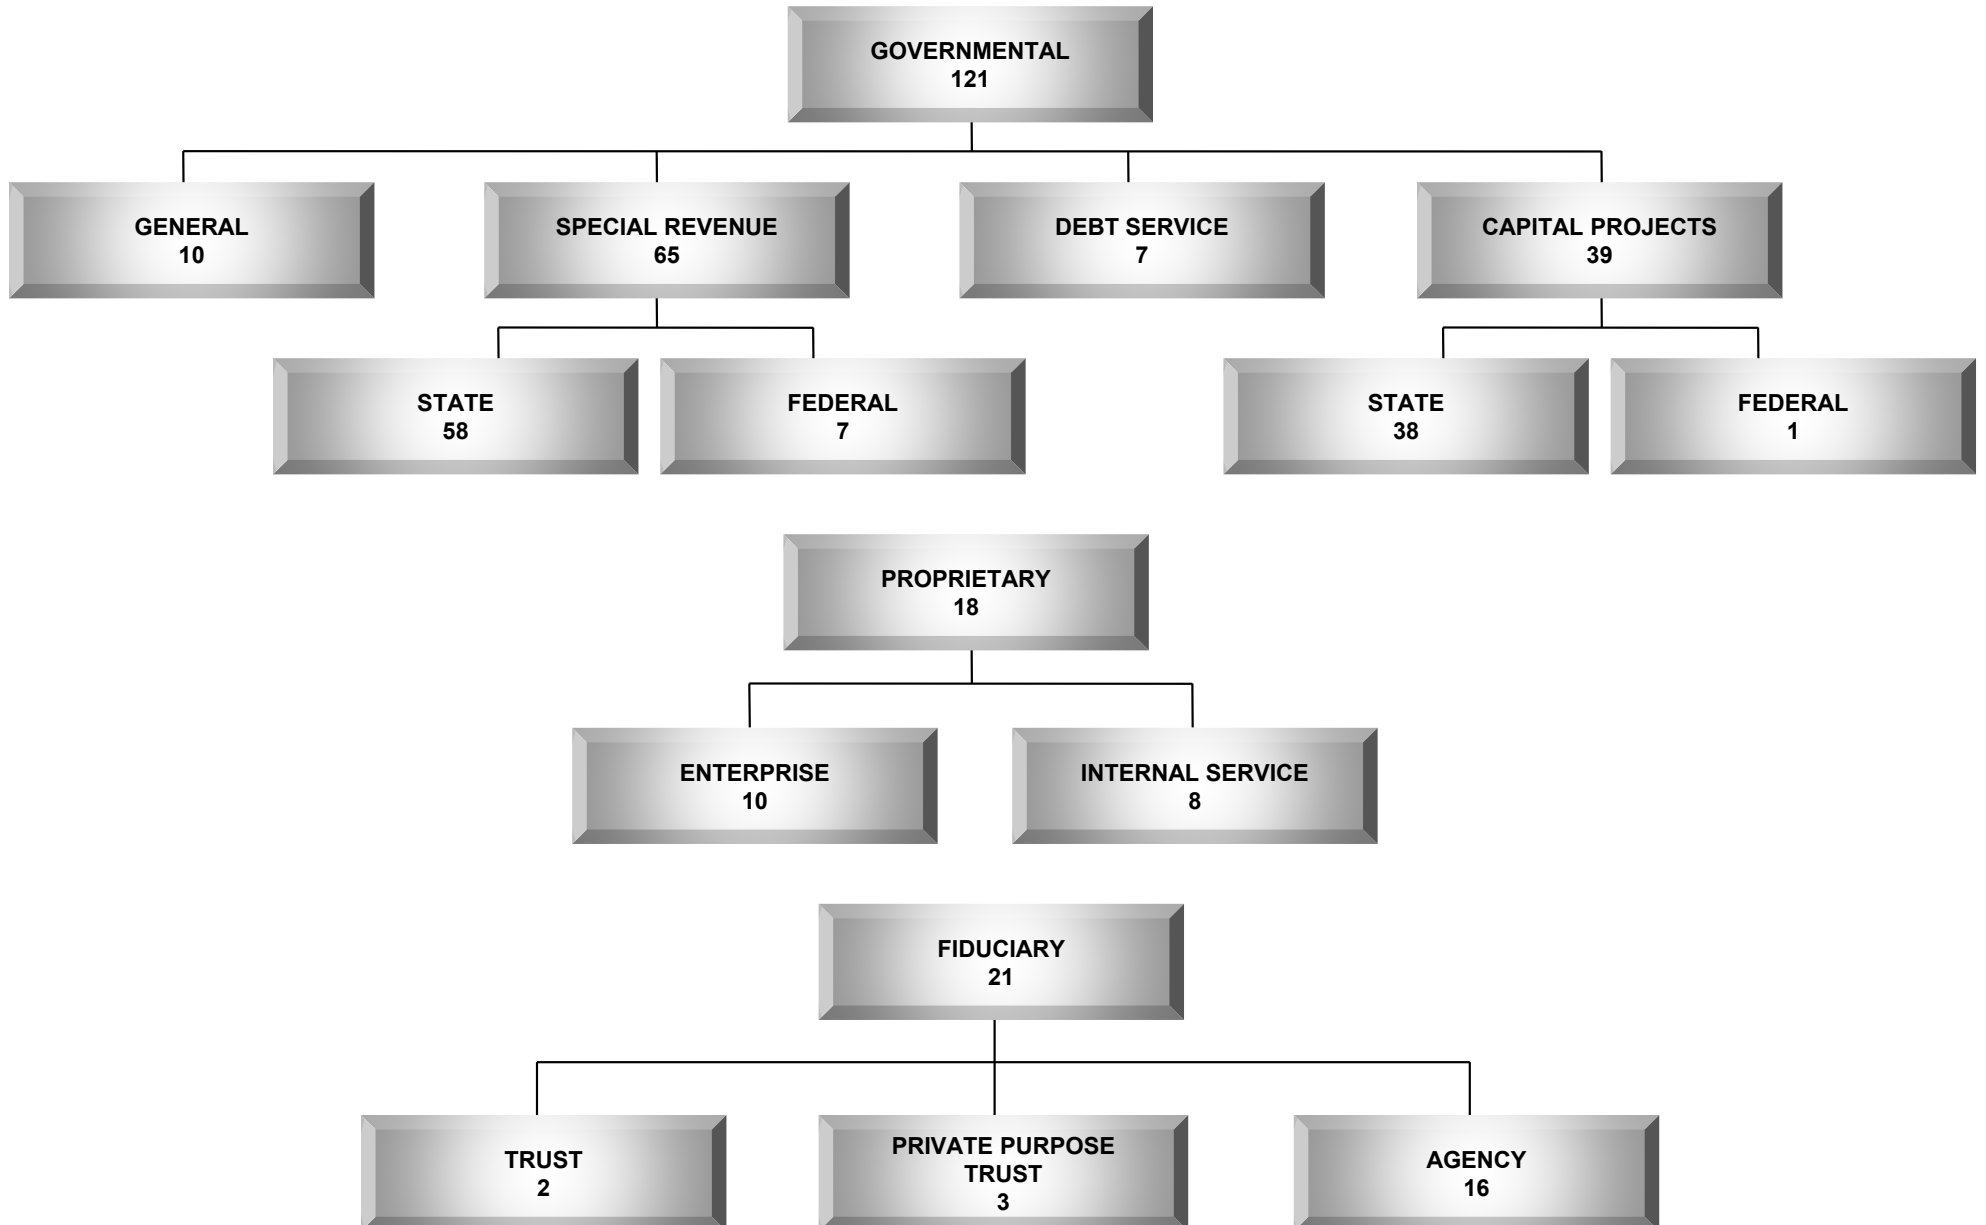 GOVERNMENTAL
121
GENERAL
10
SPECIAL REVENUE
65
DEBT SERVICE
7
CAPITAL PROJECTS
39
STATE
58
FEDERAL
7
STATE
38
FEDERAL
1
PROPRIETARY
18
ENTERPRISE
10
INTERNAL SERVICE
8
FIDUCIARY
21
TRUST
2
PRIVATE PURPOSE
TRUST
3
AGENCY
16